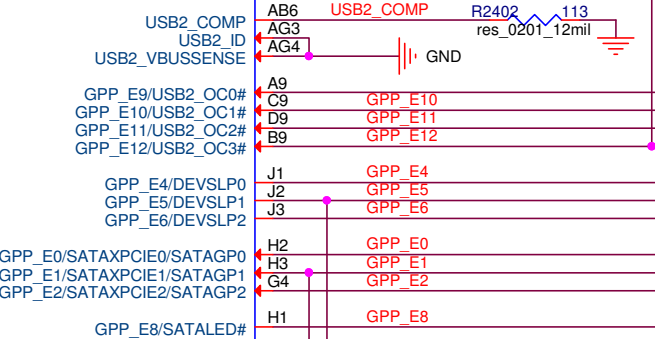 USB2_COMP AB6 USB2_COMP R2402 113
res_0201_12mil
USB2_ID AG3
USB2_VBUSSENSE AG4 GND
GPP_E9/USB2_OC0# A9
GPP_E10/USB2_OC1# C9 GPP_E10
GPP_E11/USB2_OC2# D9 GPP_E11
GPP_E12/USB2_OC3# B9 GPP_E12
GPP_E4/DEVSLP0 J1 GPP_E4
GPP_E5/DEVSLP1 J2 GPP_E5
GPP_E6/DEVSLP2 J3 GPP_E6
GPP_E0/SATAXPCIE0/SATAGP0 H2 GPP_E0
GPP_E1/SATAXPCIE1/SATAGP1 H3 GPP_E1
GPP_E2/SATAXPCIE2/SATAGP2 G4 GPP_E2
GPP_E8/SATALED# H1 GPP_E8